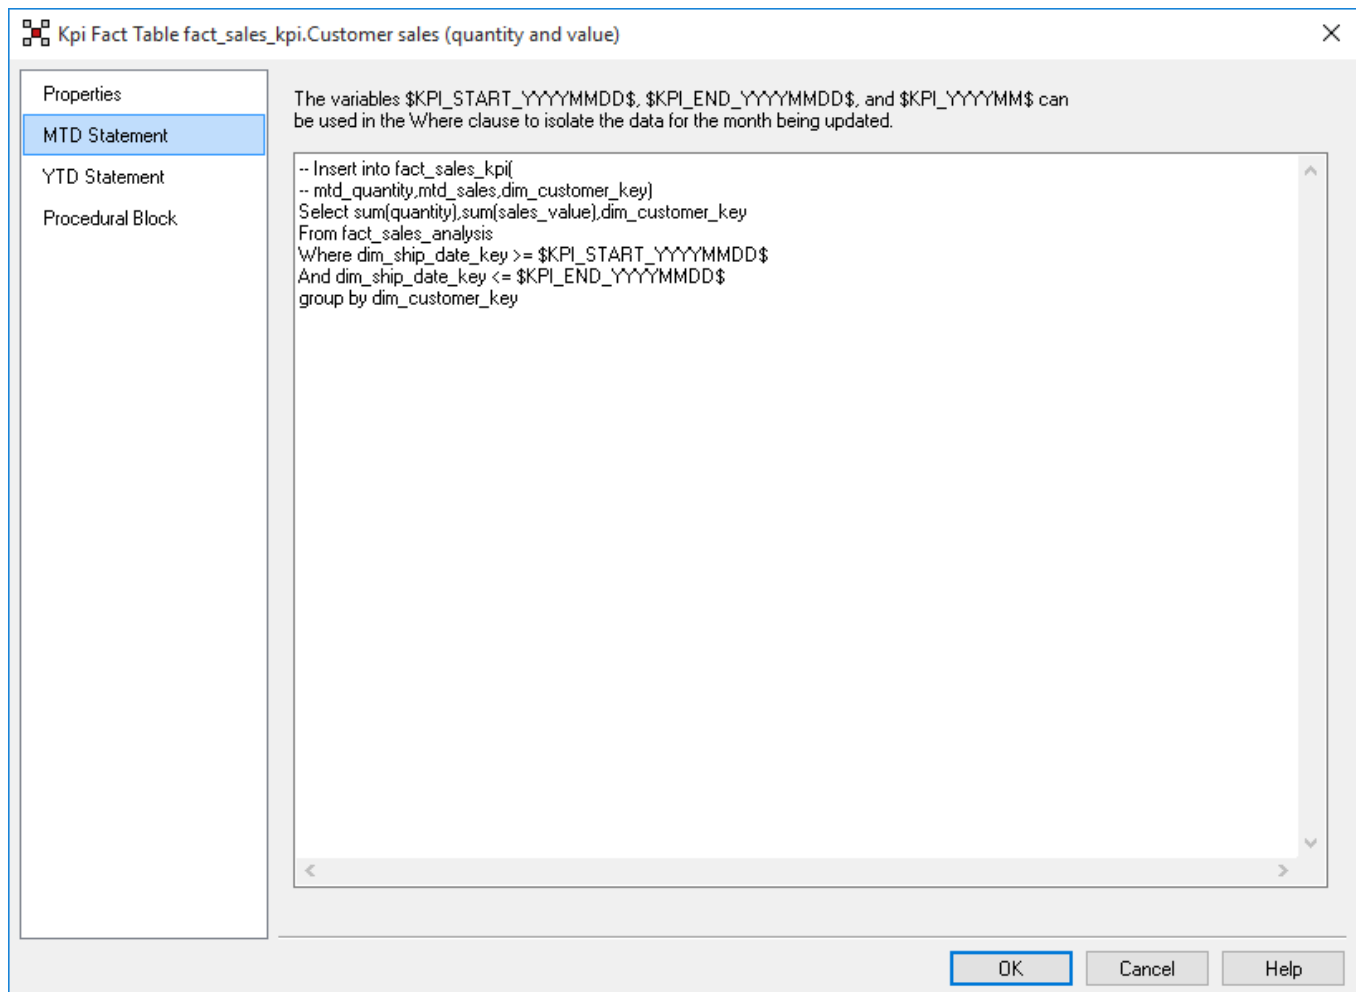 Kpi Fact Table fact_sales_kpi.Customer sales (quantity and value)
Properties
MTD Statement
YTD Statement
Procedural Block
The variables $KPI_START_YYYYMMDD$, $KPI_END_YYYYMMDD$, and $KPI_YYYYMM$ can
be used in the Where clause to isolate the data for the month being updated.
-- Insert into fact_sales_kpi(
-- mtd_quantity,mtd_sales,dim_customer_key)
Select sum(quantity),sum(sales_value),dim_customer_key
From fact_sales_analysis
Where dim_ship_date_key >= $KPI_START_YYYYMMDD$
And dim_ship_date_key <= $KPI_END_YYYYMMDD$
group by dim_customer_key
OK
Cancel
Help